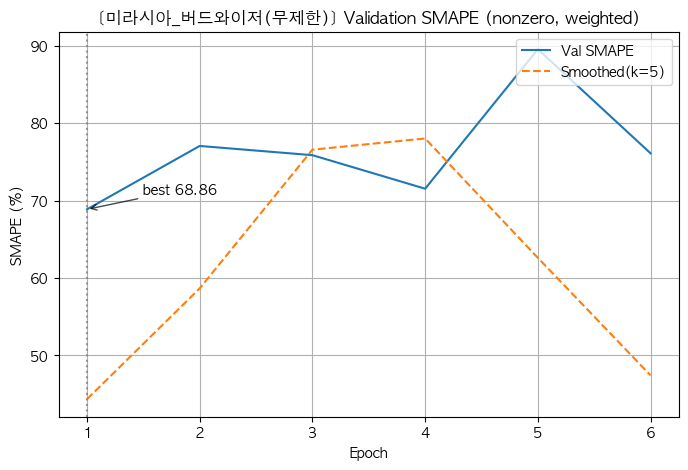 [미라시아_버드와이저(무제한)] Validation SMAPE (nonzero, weighted)
Val SMAPE
Smoothed(k=5)
best 68.86
SMAPE (%)
90
80
70
60
50
1 2 3 4 5 6
Epoch